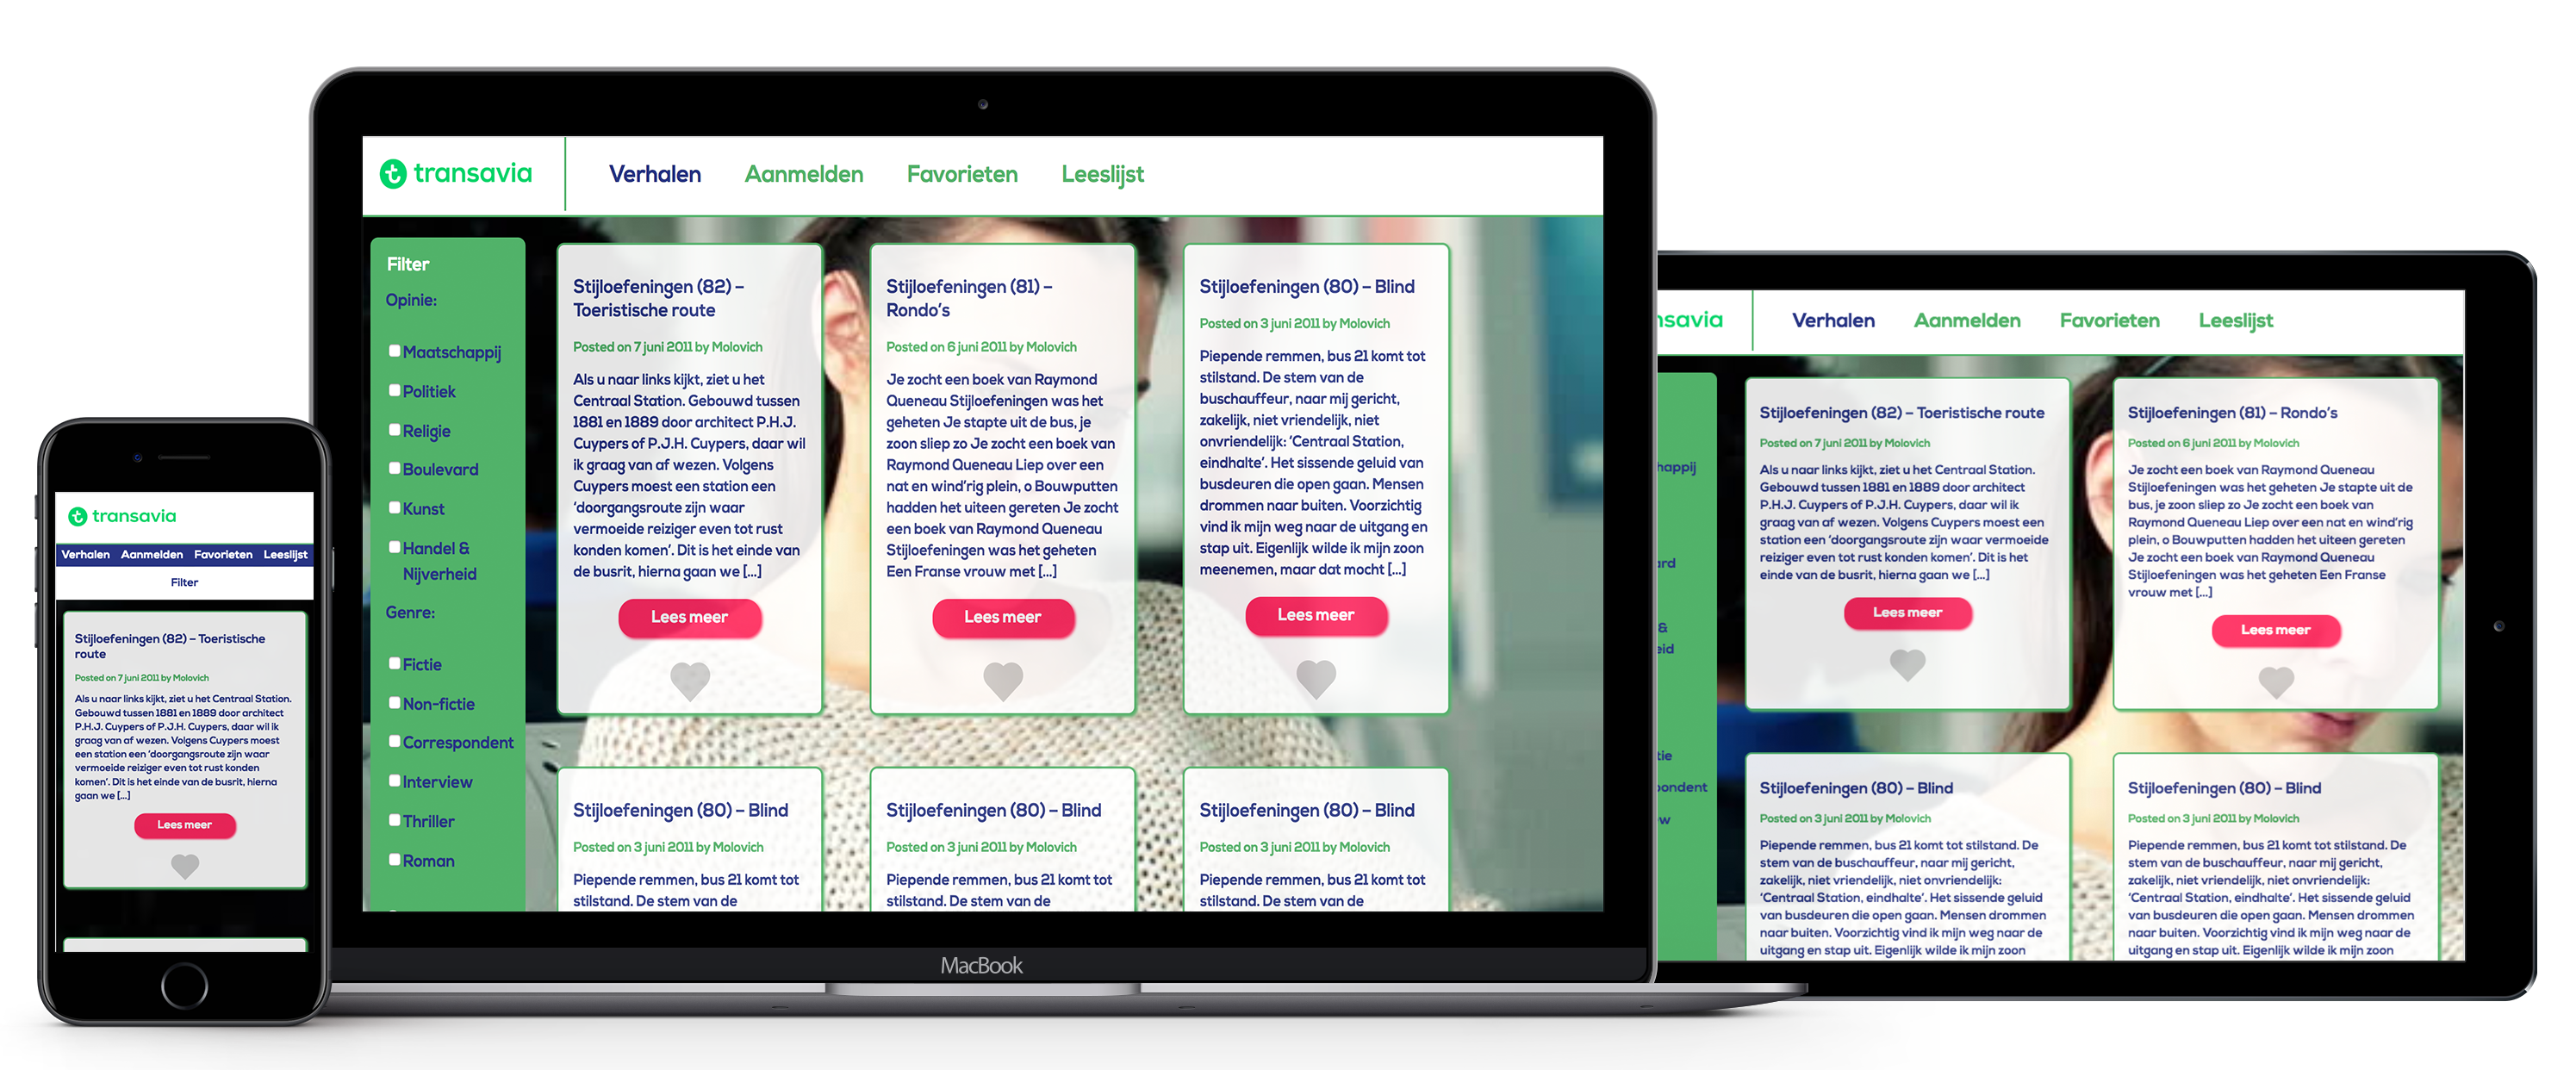 transavia
Verhalen Aanmelden Favorieten Leeslijst
Filter
Stijloefeningen (82) – Toeristische
route
Posted on 7 juni 2011 by Molovich
Als u naar links kijkt, ziet u het Centraal Station.
Gebouwd tussen 1881 en 1889 door architect
P.H.J. Cuypers of P.J.H. Cuypers, daar wil ik
graag van af wezen. Volgens Cuypers moest
een station een ‘doorgangsroute zijn waar
vermoeide reiziger even tot rust konden
komen’. Dit is het einde van de busrit, hierna
gaan we [...]
Lees meer
transavia
Verhalen Aanmelden Favorieten Leeslijst
Filter
Opinie:
Maatschappij
Politiek
Religie
Boulevard
Kunst
Handel &
Nijverheid
Genre:
Fictie
Non-fictie
Correspondent
Interview
Thriller
Roman
Stijloefeningen (82) –
Toeristische route
Posted on 7 juni 2011 by Molovich
Als u naar links kijkt, ziet u het
Centraal Station. Gebouwd tussen
1881 en 1889 door architect P.H.J.
Cuypers of P.J.H. Cuypers, daar wil
ik graag van af wezen. Volgens
Cuypers moest een station een
‘doorgangsroute zijn waar
vermoeide reiziger even tot rust
konden komen’. Dit is het einde van
de busrit, hierna gaan we [...]
Lees meer
Stijloefeningen (81) –
Rondo’s
Posted on 6 juni 2011 by Molovich
Je zocht een boek van Raymond
Queneau Stijloefeningen was het
geheten Je stapte uit de bus, je
zoon sliep zo Je zocht een boek van
Raymond Queneau Liep over een
nat en wind’rig plein, o Bouwputten
hadden het uiteen gereten Je zocht
een boek van Raymond Queneau
Stijloefeningen was het geheten
Een Franse vrouw met [...]
Lees meer
Stijloefeningen (80) – Blind
Posted on 3 juni 2011 by Molovich
Piepende remmen, bus 21 komt tot
stilstand. De stem van de
buschauffeur, naar mij gericht,
zakelijk, niet vriendelijk, niet
onvriendelijk: ‘Centraal Station,
eindhalte’. Het sissende geluid van
busdeuren die open gaan. Mensen
drommen naar buiten. Voorzichtig
vind ik mijn weg naar de uitgang en
stap uit. Eigenlijk wilde ik mijn zoon
meenemen, maar dat mocht [...]
Lees meer
Stijloefeningen (80) – Blind
Posted on 3 juni 2011 by Molovich
Piepende remmen, bus 21 komt tot
stilstand. De stem van de
Stijloefeningen (80) – Blind
Posted on 3 juni 2011 by Molovich
Piepende remmen, bus 21 komt tot
stilstand. De stem van de
Stijloefeningen (80) – Blind
Posted on 3 juni 2011 by Molovich
Piepende remmen, bus 21 komt tot
stilstand. De stem van de
MacBook
nsavia
Verhalen Aanmelden Favorieten Leeslijst
happij
ard
&
eid
tie
pondent
ew
Stijloefeningen (82) – Toeristische route
Posted on 7 juni 2011 by Molovich
Als u naar links kijkt, ziet u het Centraal Station.
Gebouwd tussen 1881 en 1889 door architect
P.H.J. Cuypers of P.J.H. Cuypers, daar wil ik
graag van af wezen. Volgens Cuypers moest een
station een ‘doorgangsroute zijn waar vermoeide
reiziger even tot rust konden komen’. Dit is het
einde van de busrit, hierna gaan we [...]
Lees meer
Stijloefeningen (81) – Rondo’s
Posted on 6 juni 2011 by Molovich
Je zocht een boek van Raymond Queneau
Stijloefeningen was het geheten Je stapte uit de
bus, je zoon sliep zo Je zocht een boek van
Raymond Queneau Liep over een nat en wind’rig
plein, o Bouwputten hadden het uiteen gereten
Je zocht een boek van Raymond Queneau
Stijloefeningen was het geheten Een Franse
vrouw met [...]
Lees meer
Stijloefeningen (80) – Blind
Posted on 3 juni 2011 by Molovich
Piepende remmen, bus 21 komt tot stilstand. De
stem van de buschauffeur, naar mij gericht,
zakelijk, niet vriendelijk, niet onvriendelijk:
‘Centraal Station, eindhalte’. Het sissende geluid
van busdeuren die open gaan. Mensen drommen
naar buiten. Voorzichtig vind ik mijn weg naar de
uitgang en stap uit. Eigenlijk wilde ik mijn zoon
Stijloefeningen (80) – Blind
Posted on 3 juni 2011 by Molovich
Piepende remmen, bus 21 komt tot stilstand. De
stem van de buschauffeur, naar mij gericht,
zakelijk, niet vriendelijk, niet onvriendelijk:
‘Centraal Station, eindhalte’. Het sissende geluid
van busdeuren die open gaan. Mensen drommen
naar buiten. Voorzichtig vind ik mijn weg naar de
uitgang en stap uit. Eigenlijk wilde ik mijn zoon